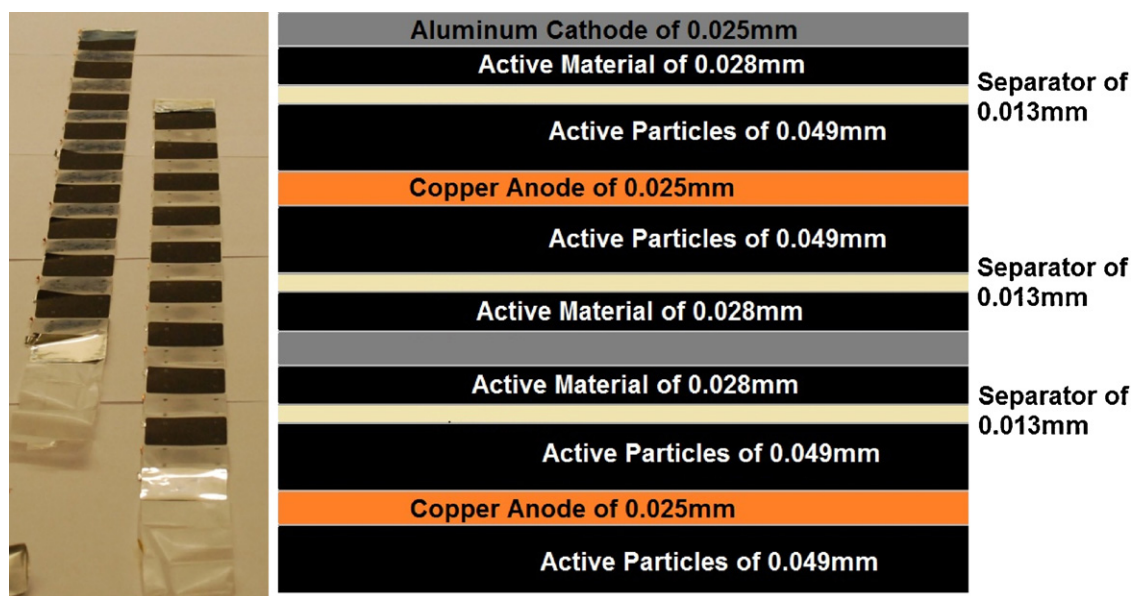 Aluminum Cathode of 0.025mm
Active Material of 0.028mm
Separator of
0.013mm
Active Particles of 0.049mm
Copper Anode of 0.025mm
Active Particles of 0.049mm
Separator of
0.013mm
Active Material of 0.028mm
Active Material of 0.028mm
Separator of
0.013mm
Active Particles of 0.049mm
Copper Anode of 0.025mm
Active Particles of 0.049mm